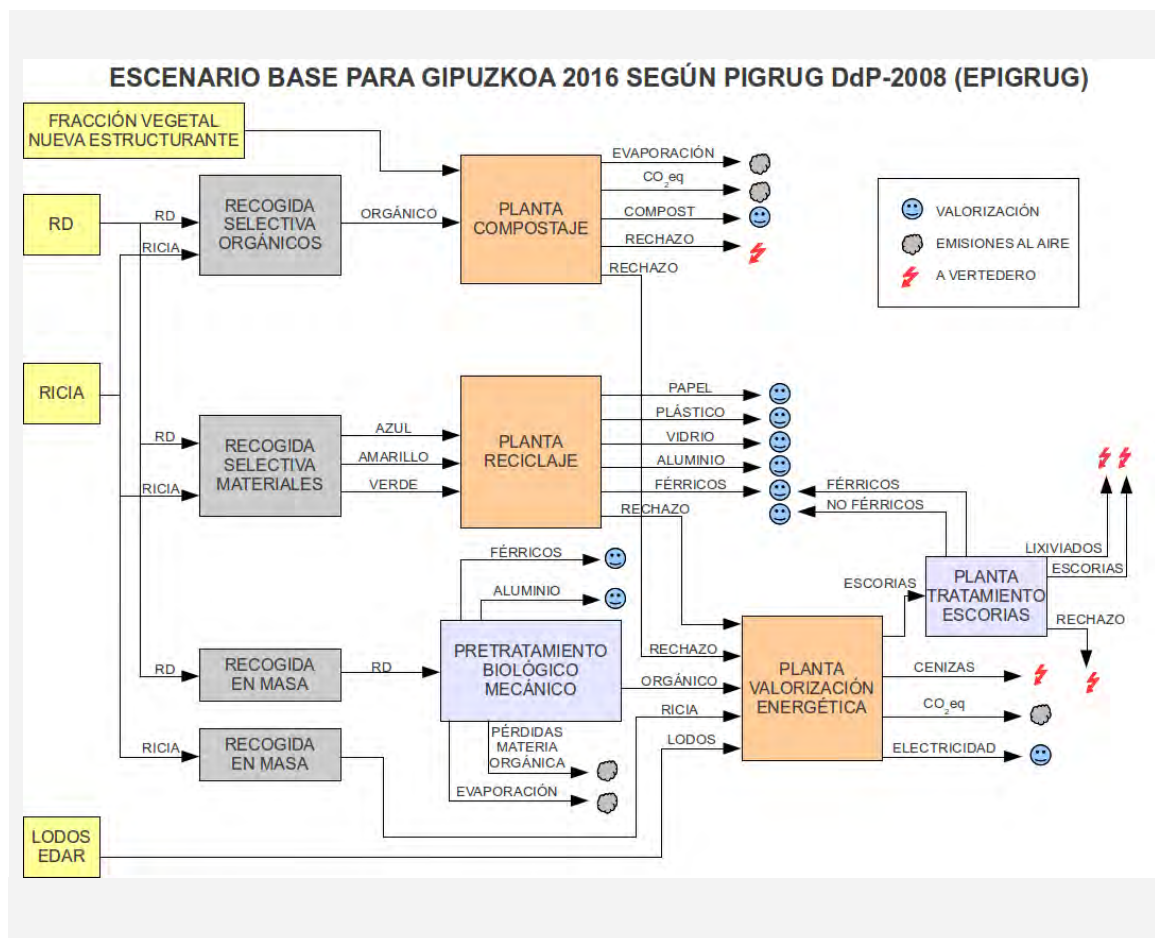 ESCENARIO BASE PARA GIPUZKOA 2016 SEGÚN PIGRUG DdP-2008 (EPIGRUG)
FRACCIÓN VEGETAL
NUEVA ESTRUCTURANTE
RD
RICIA
LODOS
EDAR
RD
RICIA
RECOGIDA
SELECTIVA
ORGÁNICOS
ORGÁNICO
PLANTA
COMPOSTAJE
EVAPORACIÓN
CO2eq
COMPOST
RECHAZO
RECHAZO
VALORIZACIÓN
EMISIONES AL AIRE
A VERTEDERO
RD
RICIA
RECOGIDA
SELECTIVA
MATERIALES
AZUL
AMARILLO
VERDE
PLANTA
RECICLAJE
PAPEL
PLÁSTICO
VIDRIO
ALUMINIO
FÉRRICOS
RECHAZO
FÉRRICOS
NO FÉRRICOS
FÉRRICOS
ALUMINIO
RD
RECOGIDA
EN MASA
RD
PRETRATAMIENTO
BIOLÓGICO
MECÁNICO
PÉRDIDAS
MATERIA
ORGÁNICA
EVAPORACIÓN
RICIA
RECOGIDA
EN MASA
RECHAZO
ORGÁNICO
RICIA
LODOS
PLANTA
VALORIZACIÓN
ENERGÉTICA
ESCORIAS
PLANTA
TRATAMIENTO
ESCORIAS
LIXIVIADOS
ESCORIAS
RECHAZO
CENIZAS
CO2eq
ELECTRICIDAD